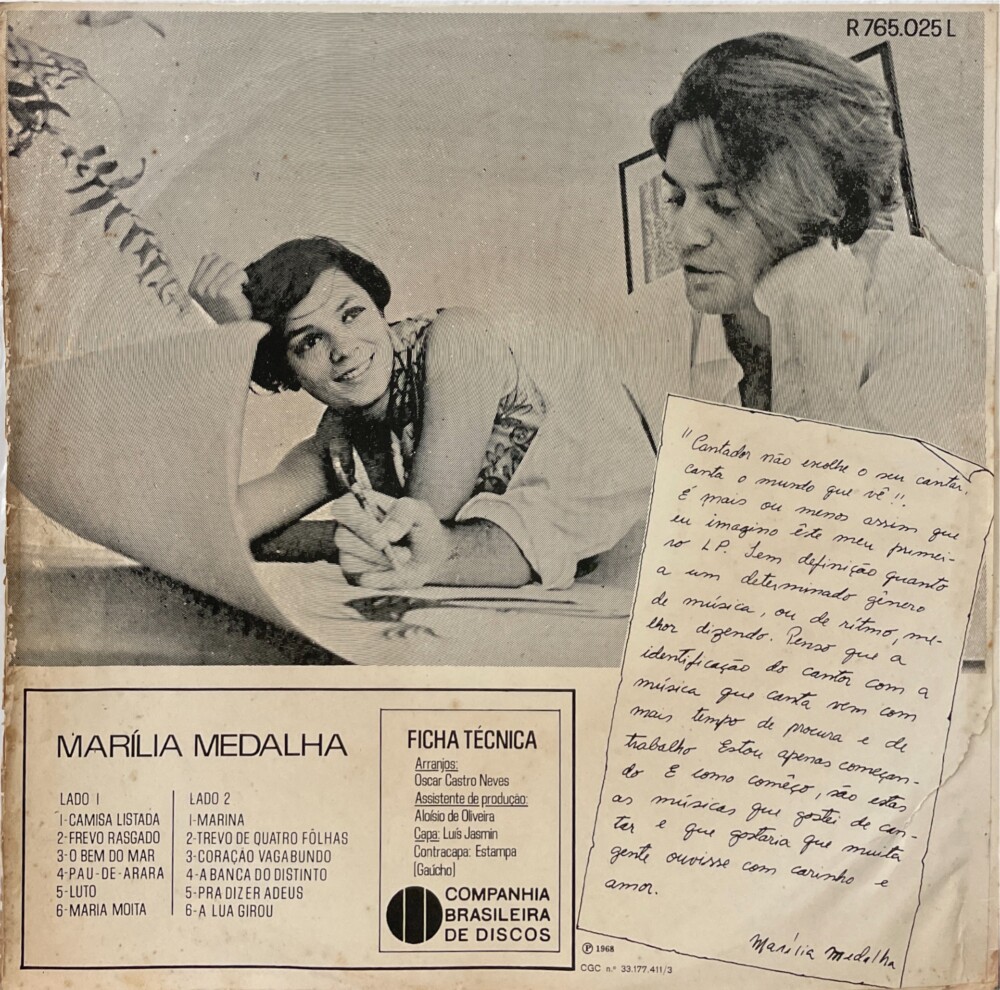 R 765.025 L
"Cantador não escolhe o seu cantar,
canta o mundo que vê!!.
É mais ou menos assim que
eu imagino êste meu primei-
ro LP. Sem definição quanto
a um determinado gênero
de música, ou de rítmo, me-
lhor dizendo. Penso que a
identificação do cantor com a
música que canta vem com
mais tempo de procura e de
trabalho Estou apenas começan-
do E como comêço, são estas
as músicas que gostei de can-
tar e que gostaria que muita
gente ouvisse com carinho e
amor.
Marília Medalha
MARÍLIA MEDALHA
LADO 1
1-CAMISA LISTADA
2-FREVO RASGADO
3-O BEM DO MAR
4-PAU-DE-ARARA
5-LUTO
6-MARIA MOITA
LADO 2
1-MARINA
2-TREVO DE QUATRO FÔLHAS
3-CORAÇÃO VAGABUNDO
4-A BANCA DO DISTINTO
5-PRA DIZER ADEUS
6-A LUA GIROU
FICHA TÉCNICA
Arranjos:
Oscar Castro Neves
Assistente de produção:
Aloísio de Oliveira
Capa: Luís Jasmin
Contracapa: Estampa
(Gaúcho)
COMPANHIA
BRASILEIRA
DE DISCOS
℗ 1968
CGC n.º 33.177.411/3